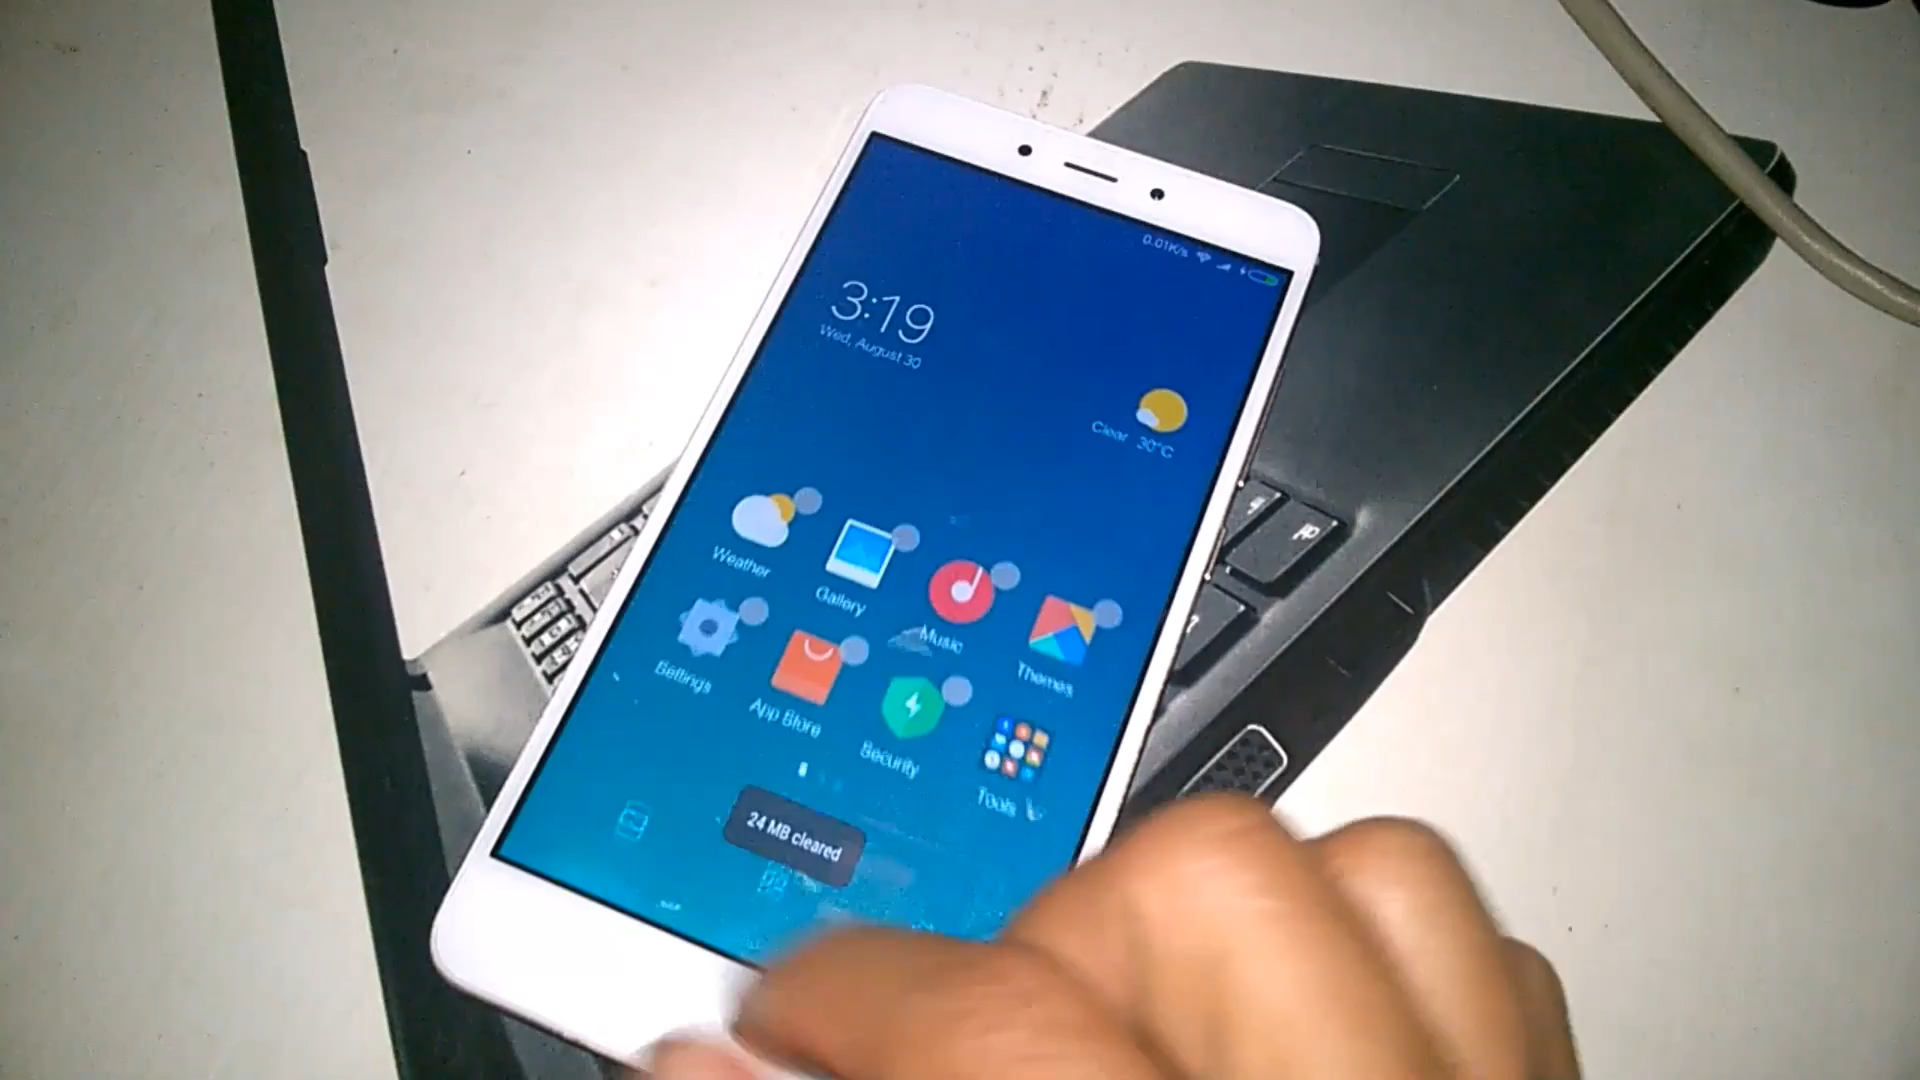 0.01K/s
3:19
Wed, August 30
Clear 30°C
Weather
Gallery
Music
Themes
Settings
App Store
Security
Tools
24 MB cleared